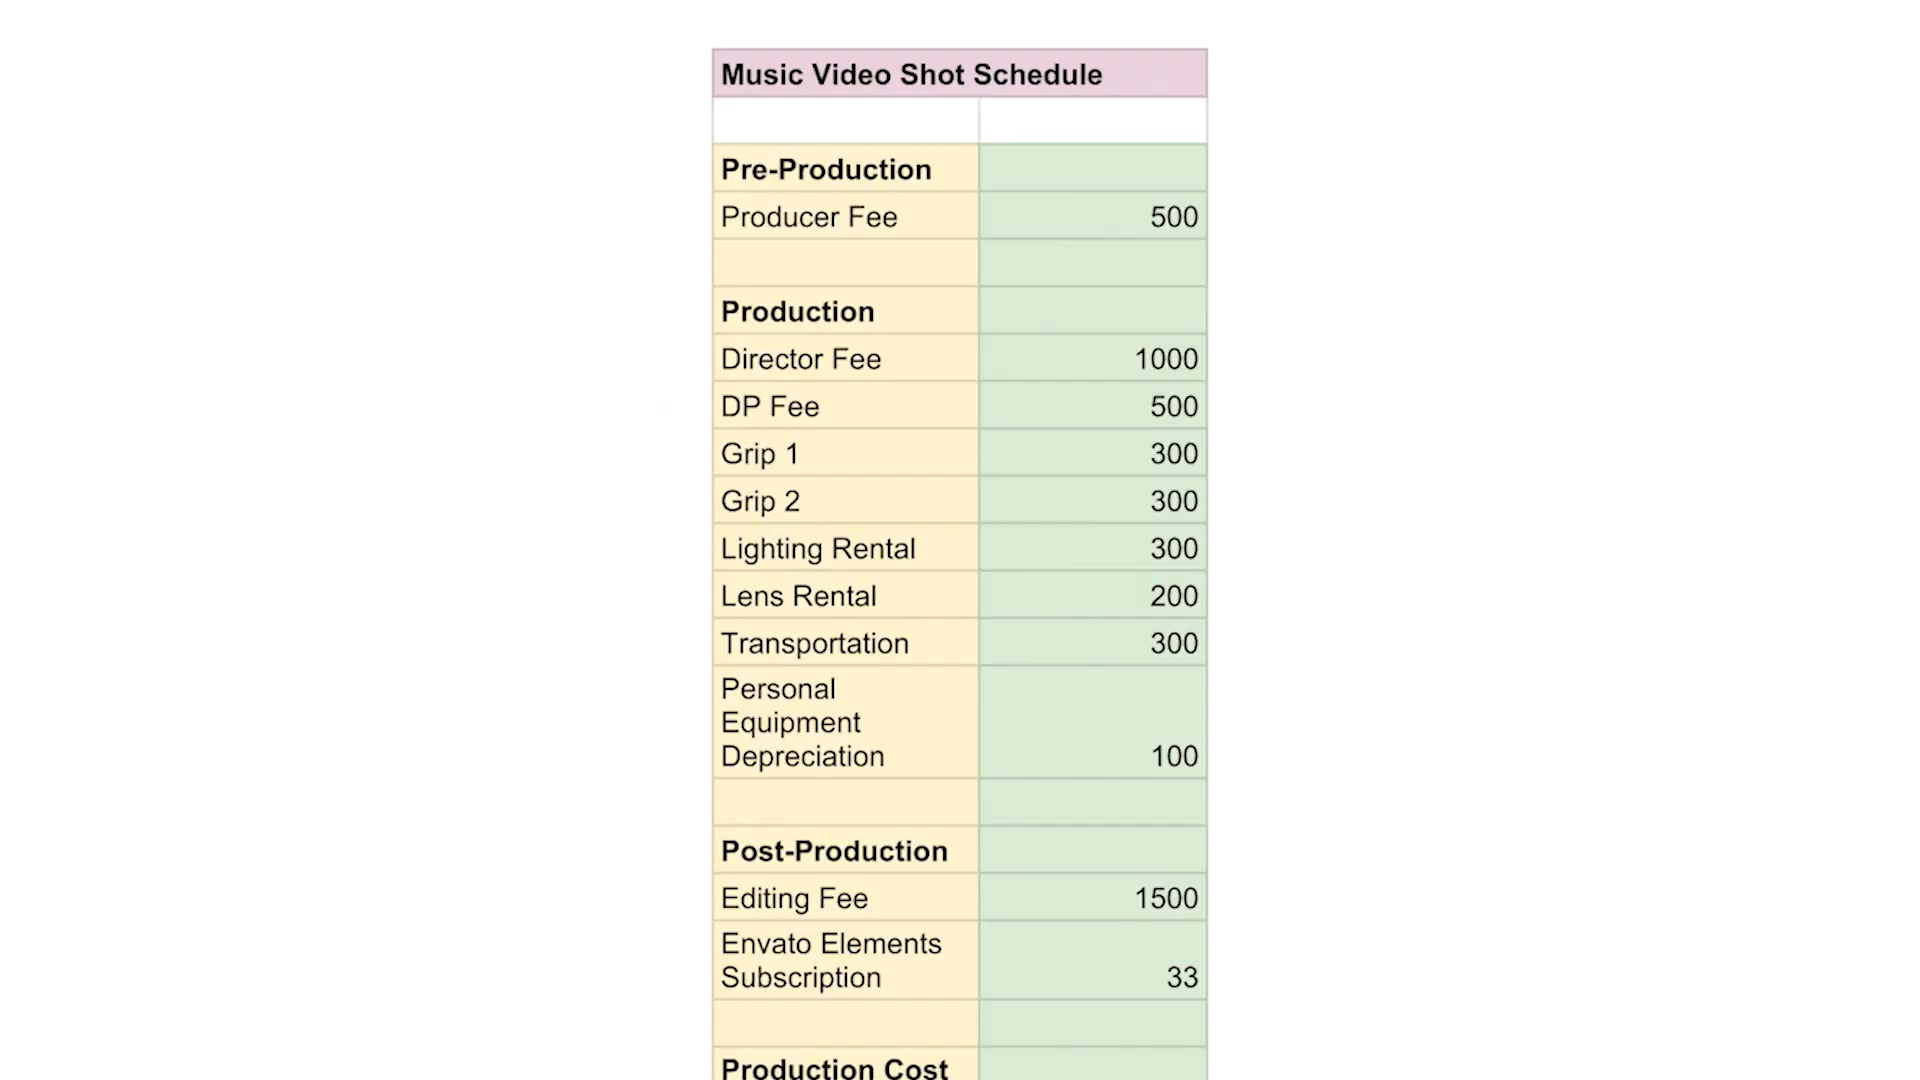 Music Video Shot Schedule
Pre-Production
Producer Fee 500
Production
Director Fee 1000
DP Fee 500
Grip 1 300
Grip 2 300
Lighting Rental 300
Lens Rental 200
Transportation 300
Personal
Equipment
Depreciation 100
Post-Production
Editing Fee 1500
Envato Elements
Subscription 33
Production Cost